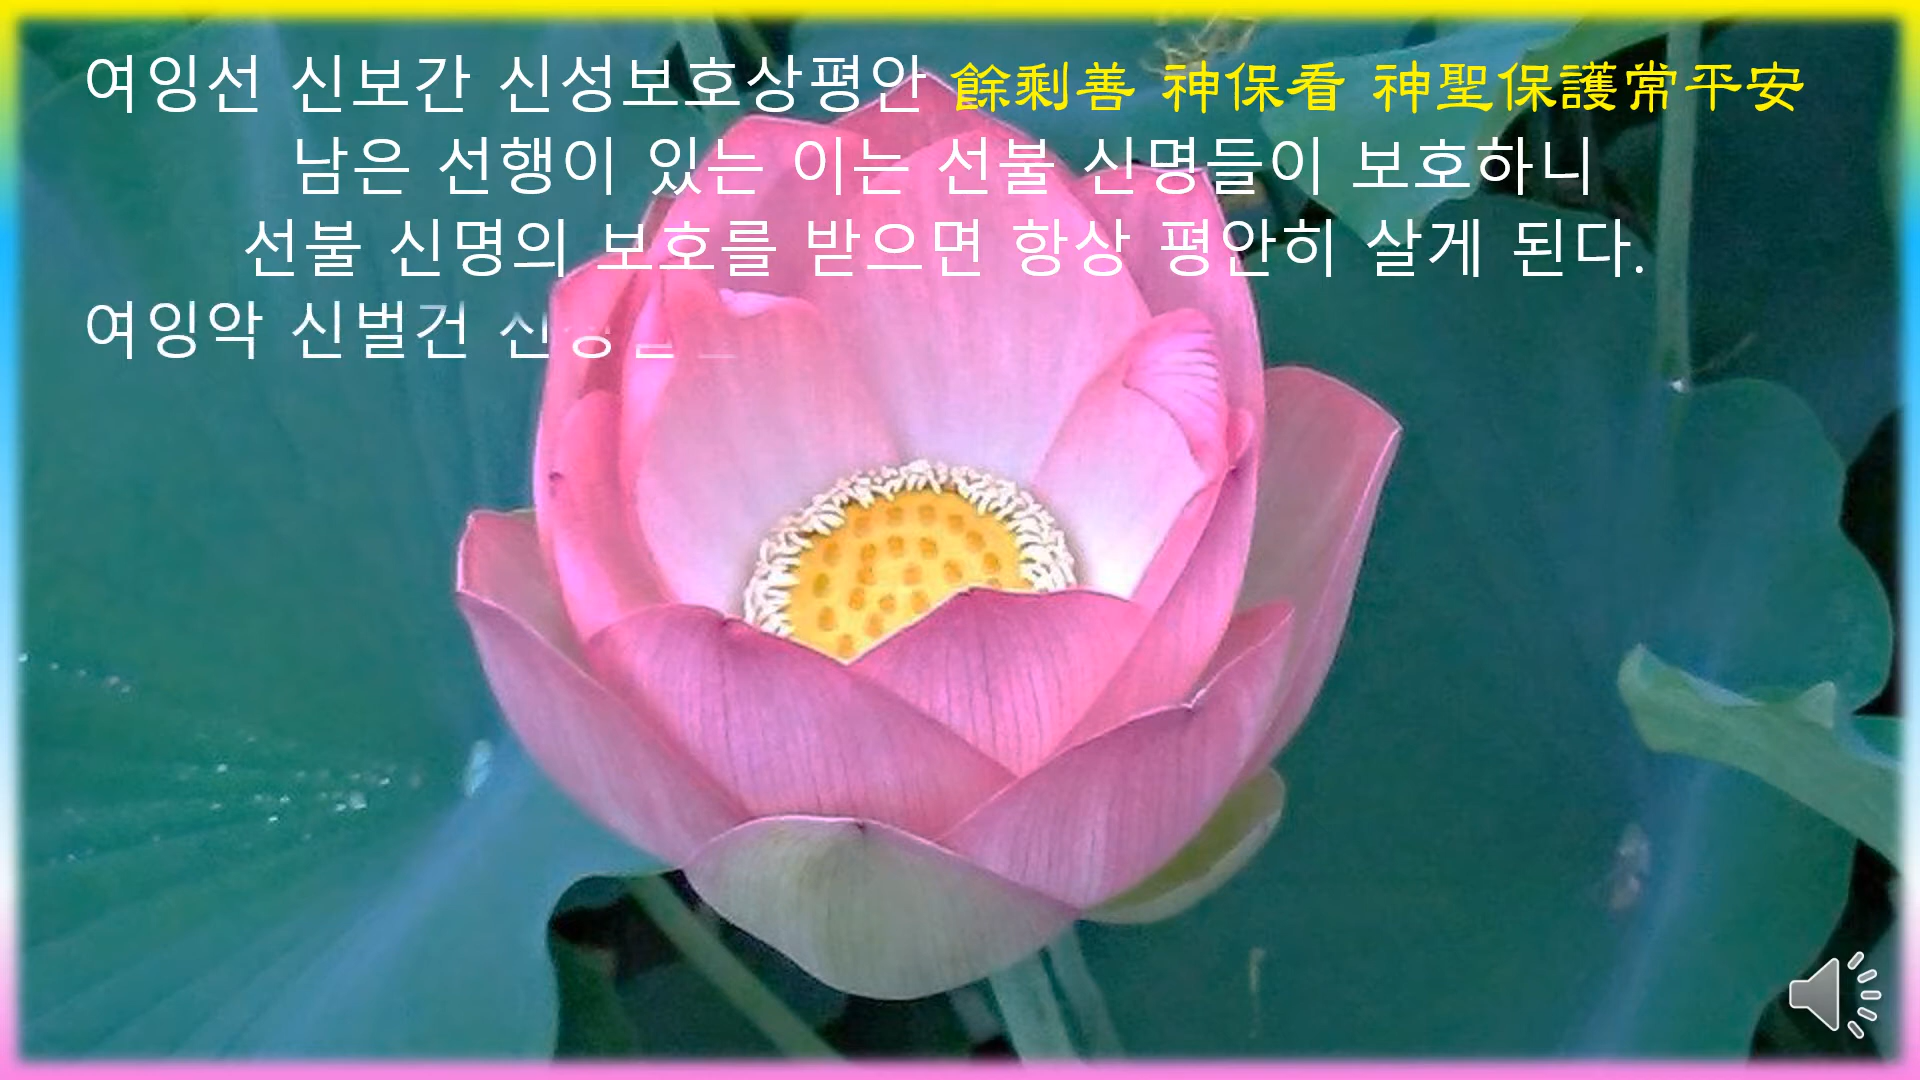 여잉선 신보간 신성보호상평안 餘剩善 神保看 神聖保護常平安
남은 선행이 있는 이는 선불 신명들이 보호하니
선불 신명의 보호를 받으면 항상 평안히 살게 된다.
여잉악 신벌건